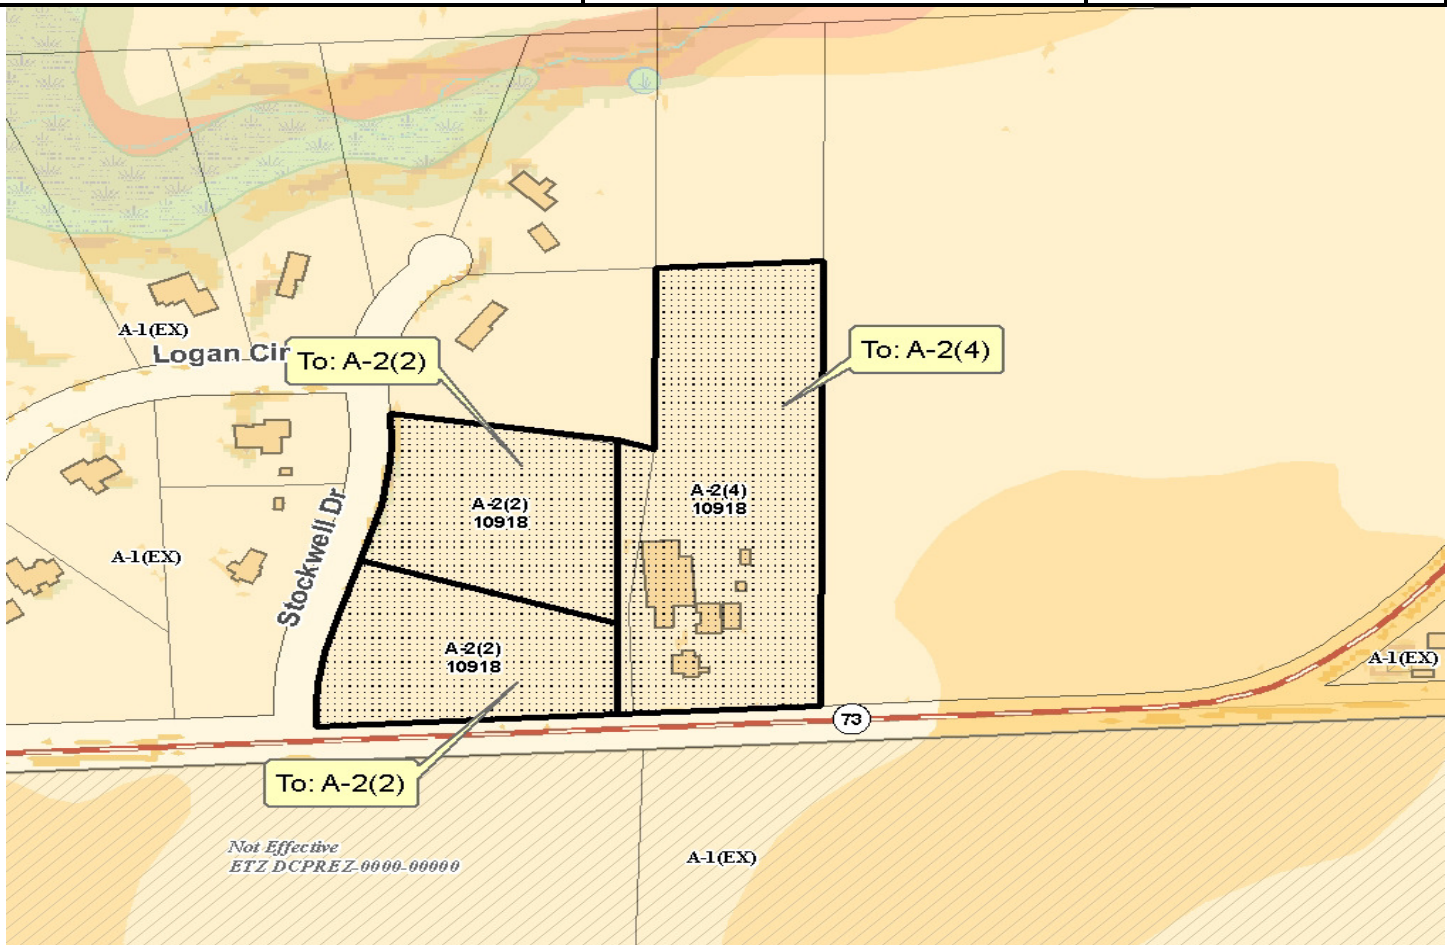 A-1(EX)
Logan Cir
To: A-2(2)
To: A-2(4)
A-2(2)
10918
A-2(4)
10918
Stockwell Dr
A-1(EX)
A-2(2)
10918
A-1(EX)
73
To: A-2(2)
Not Effective
ETZ DCPREZ-0000-00000
A-1(EX)